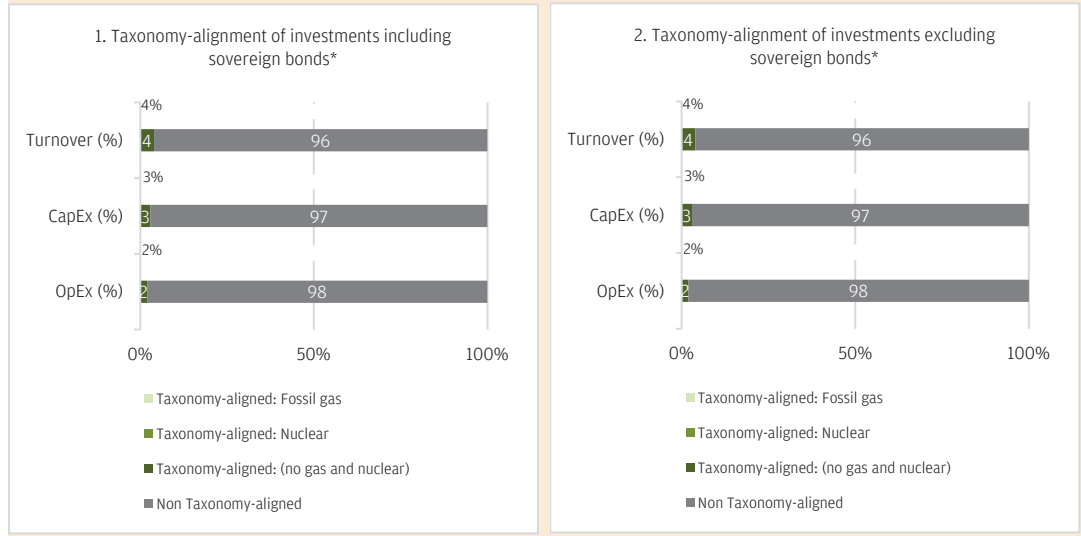 1. Taxonomy-alignment of investments including
sovereign bonds*
4%
Turnover (%)
4
96
3%
CapEx (%)
3
97
2%
OpEx (%)
2
98
0%
50%
100%
Taxonomy-aligned: Fossil gas
Taxonomy-aligned: Nuclear
Taxonomy-aligned: (no gas and nuclear)
Non Taxonomy-aligned
2. Taxonomy-alignment of investments excluding
sovereign bonds*
4%
Turnover (%)
4
96
3%
CapEx (%)
3
97
2%
OpEx (%)
2
98
0%
50%
100%
Taxonomy-aligned: Fossil gas
Taxonomy-aligned: Nuclear
Taxonomy-aligned: (no gas and nuclear)
Non Taxonomy-aligned